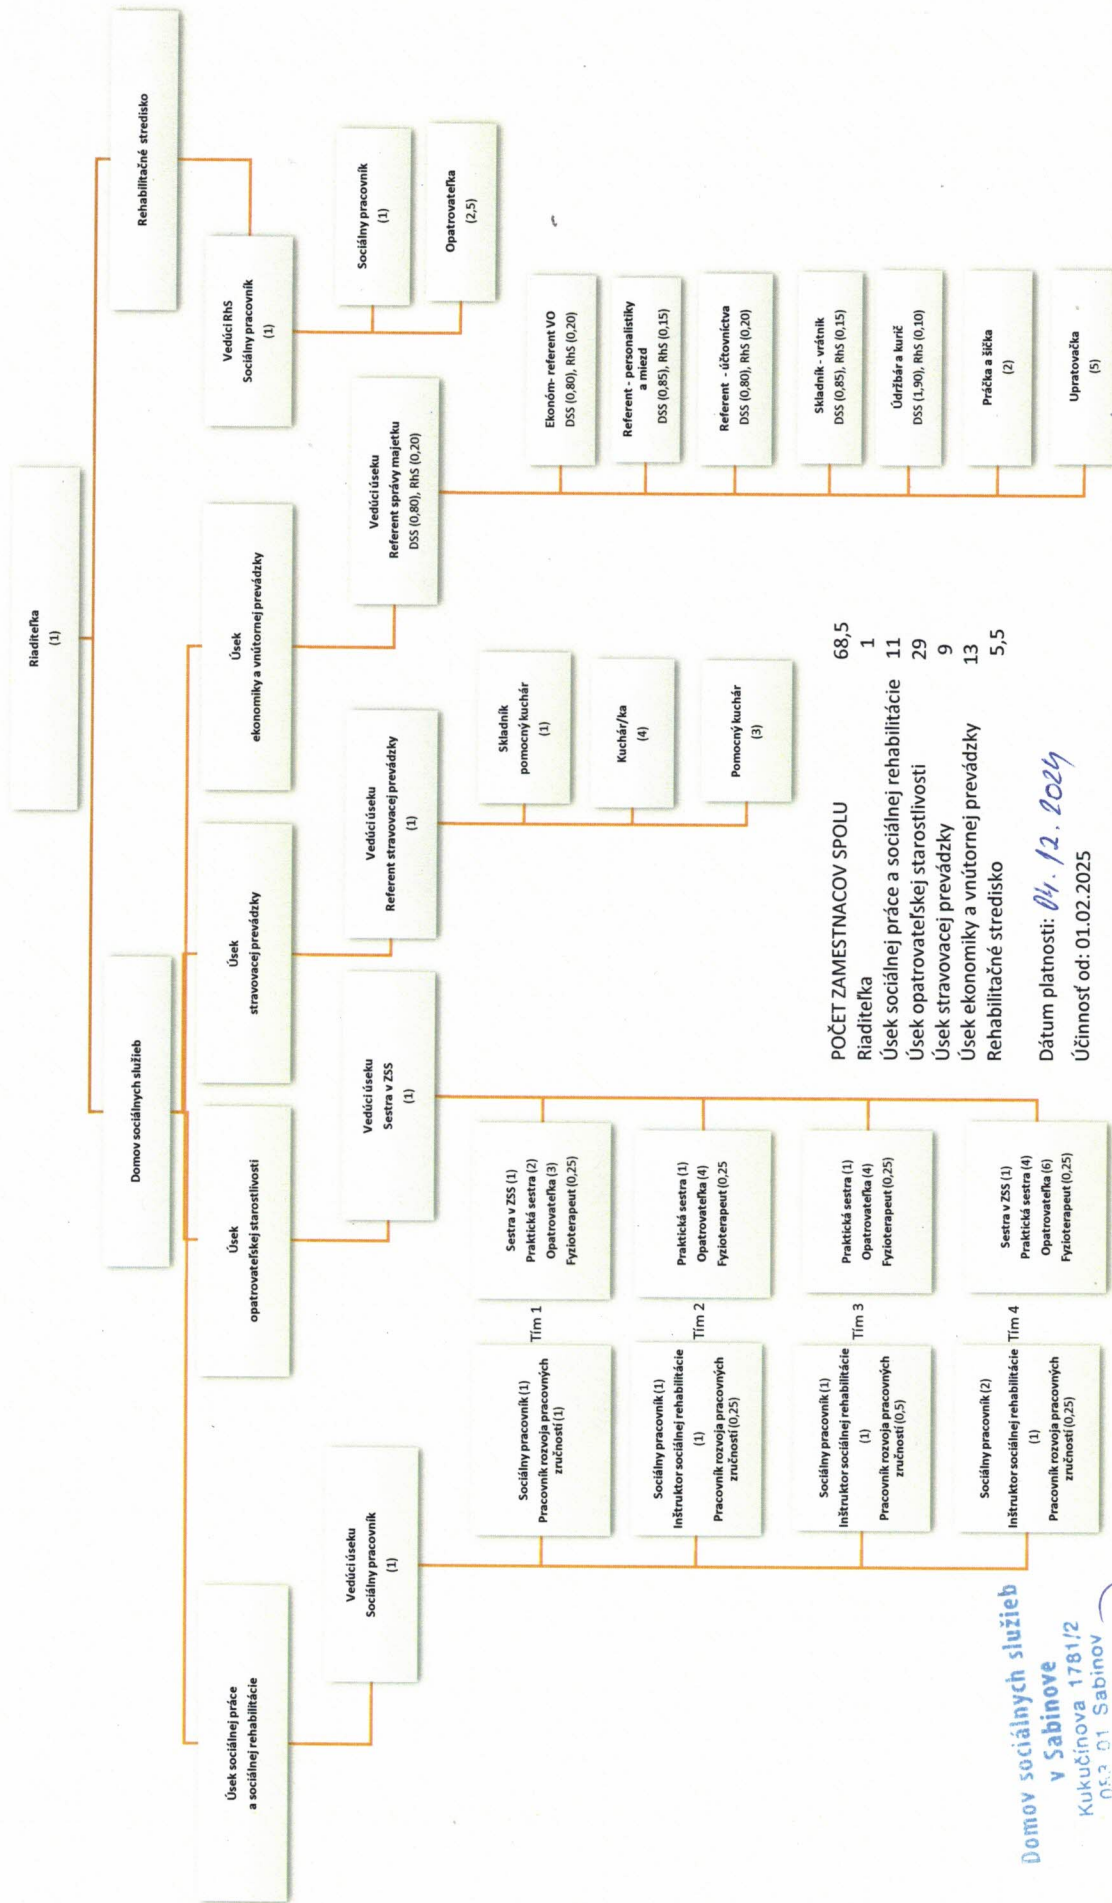 Riaditeľka
(1)
Domov sociálnych služieb
Rehabilitačné stredisko
Úsek sociálnej práce
a sociálnej rehabilitácie
Úsek
opatrovateľskej starostlivosti
Úsek
stravovacej prevádzky
Úsek
ekonomiky a vnútornej prevádzky
Vedúci RhS
Sociálny pracovník
(1)
Vedúci úseku
Sociálny pracovník
(1)
Vedúci úseku
Sestra v ZSS
(1)
Vedúci úseku
Referent stravovacej prevádzky
(1)
Vedúci úseku
Referent správy majetku
DSS (0,80), RhS (0,20)
Sociálny pracovník
(1)
Opatrovateľka
(2,5)
Sociálny pracovník (1)
Pracovník rozvoja pracovných
zručností (1)
Tím 1
Sestra v ZSS (1)
Praktická sestra (2)
Opatrovateľka (3)
Fyzioterapeut (0,25)
Sociálny pracovník (1)
Inštruktor sociálnej rehabilitácie
(1)
Pracovník rozvoja pracovných
zručností (0,25)
Tím 2
Praktická sestra (1)
Opatrovateľka (4)
Fyzioterapeut (0,25
Sociálny pracovník (1)
Inštruktor sociálnej rehabilitácie
(1)
Pracovník rozvoja pracovných
zručností (0,5)
Tím 3
Praktická sestra (1)
Opatrovateľka (4)
Fyzioterapeut (0,25)
Sociálny pracovník (2)
Inštruktor sociálnej rehabilitácie
(1)
Pracovník rozvoja pracovných
zručností (0,25)
Tím 4
Sestra v ZSS (1)
Praktická sestra (4)
Opatrovateľka (6)
Fyzioterapeut (0,25)
Skladník
pomocný kuchár
(1)
Kuchár/ka
(4)
Pomocný kuchár
(3)
Ekonóm- referent VO
DSS (0,80), RhS (0,20)
Referent - personalistiky
a miezd
DSS (0,85), RhS (0,15)
Referent - účtovníctva
DSS (0,80), RhS (0,20)
Skladník - vrátnik
DSS (0,85), RhS (0,15)
Údržbár a kurič
DSS (1,90), RhS (0,10)
Práčka a šička
(2)
Upratovačka
(5)
POČET ZAMESTNACOV SPOLU 68,5
Riaditeľka 1
Úsek sociálnej práce a sociálnej rehabilitácie 11
Úsek opatrovateľskej starostlivosti 29
Úsek stravovacej prevádzky 9
Úsek ekonomiky a vnútornej prevádzky 13
Rehabilitačné stredisko 5,5
Dátum platnosti: 04. 12. 2024
Účinnosť od: 01.02.2025
Domov sociálnych služieb
v Sabinove
Kukučínova 1781/2
083 01 Sabinov